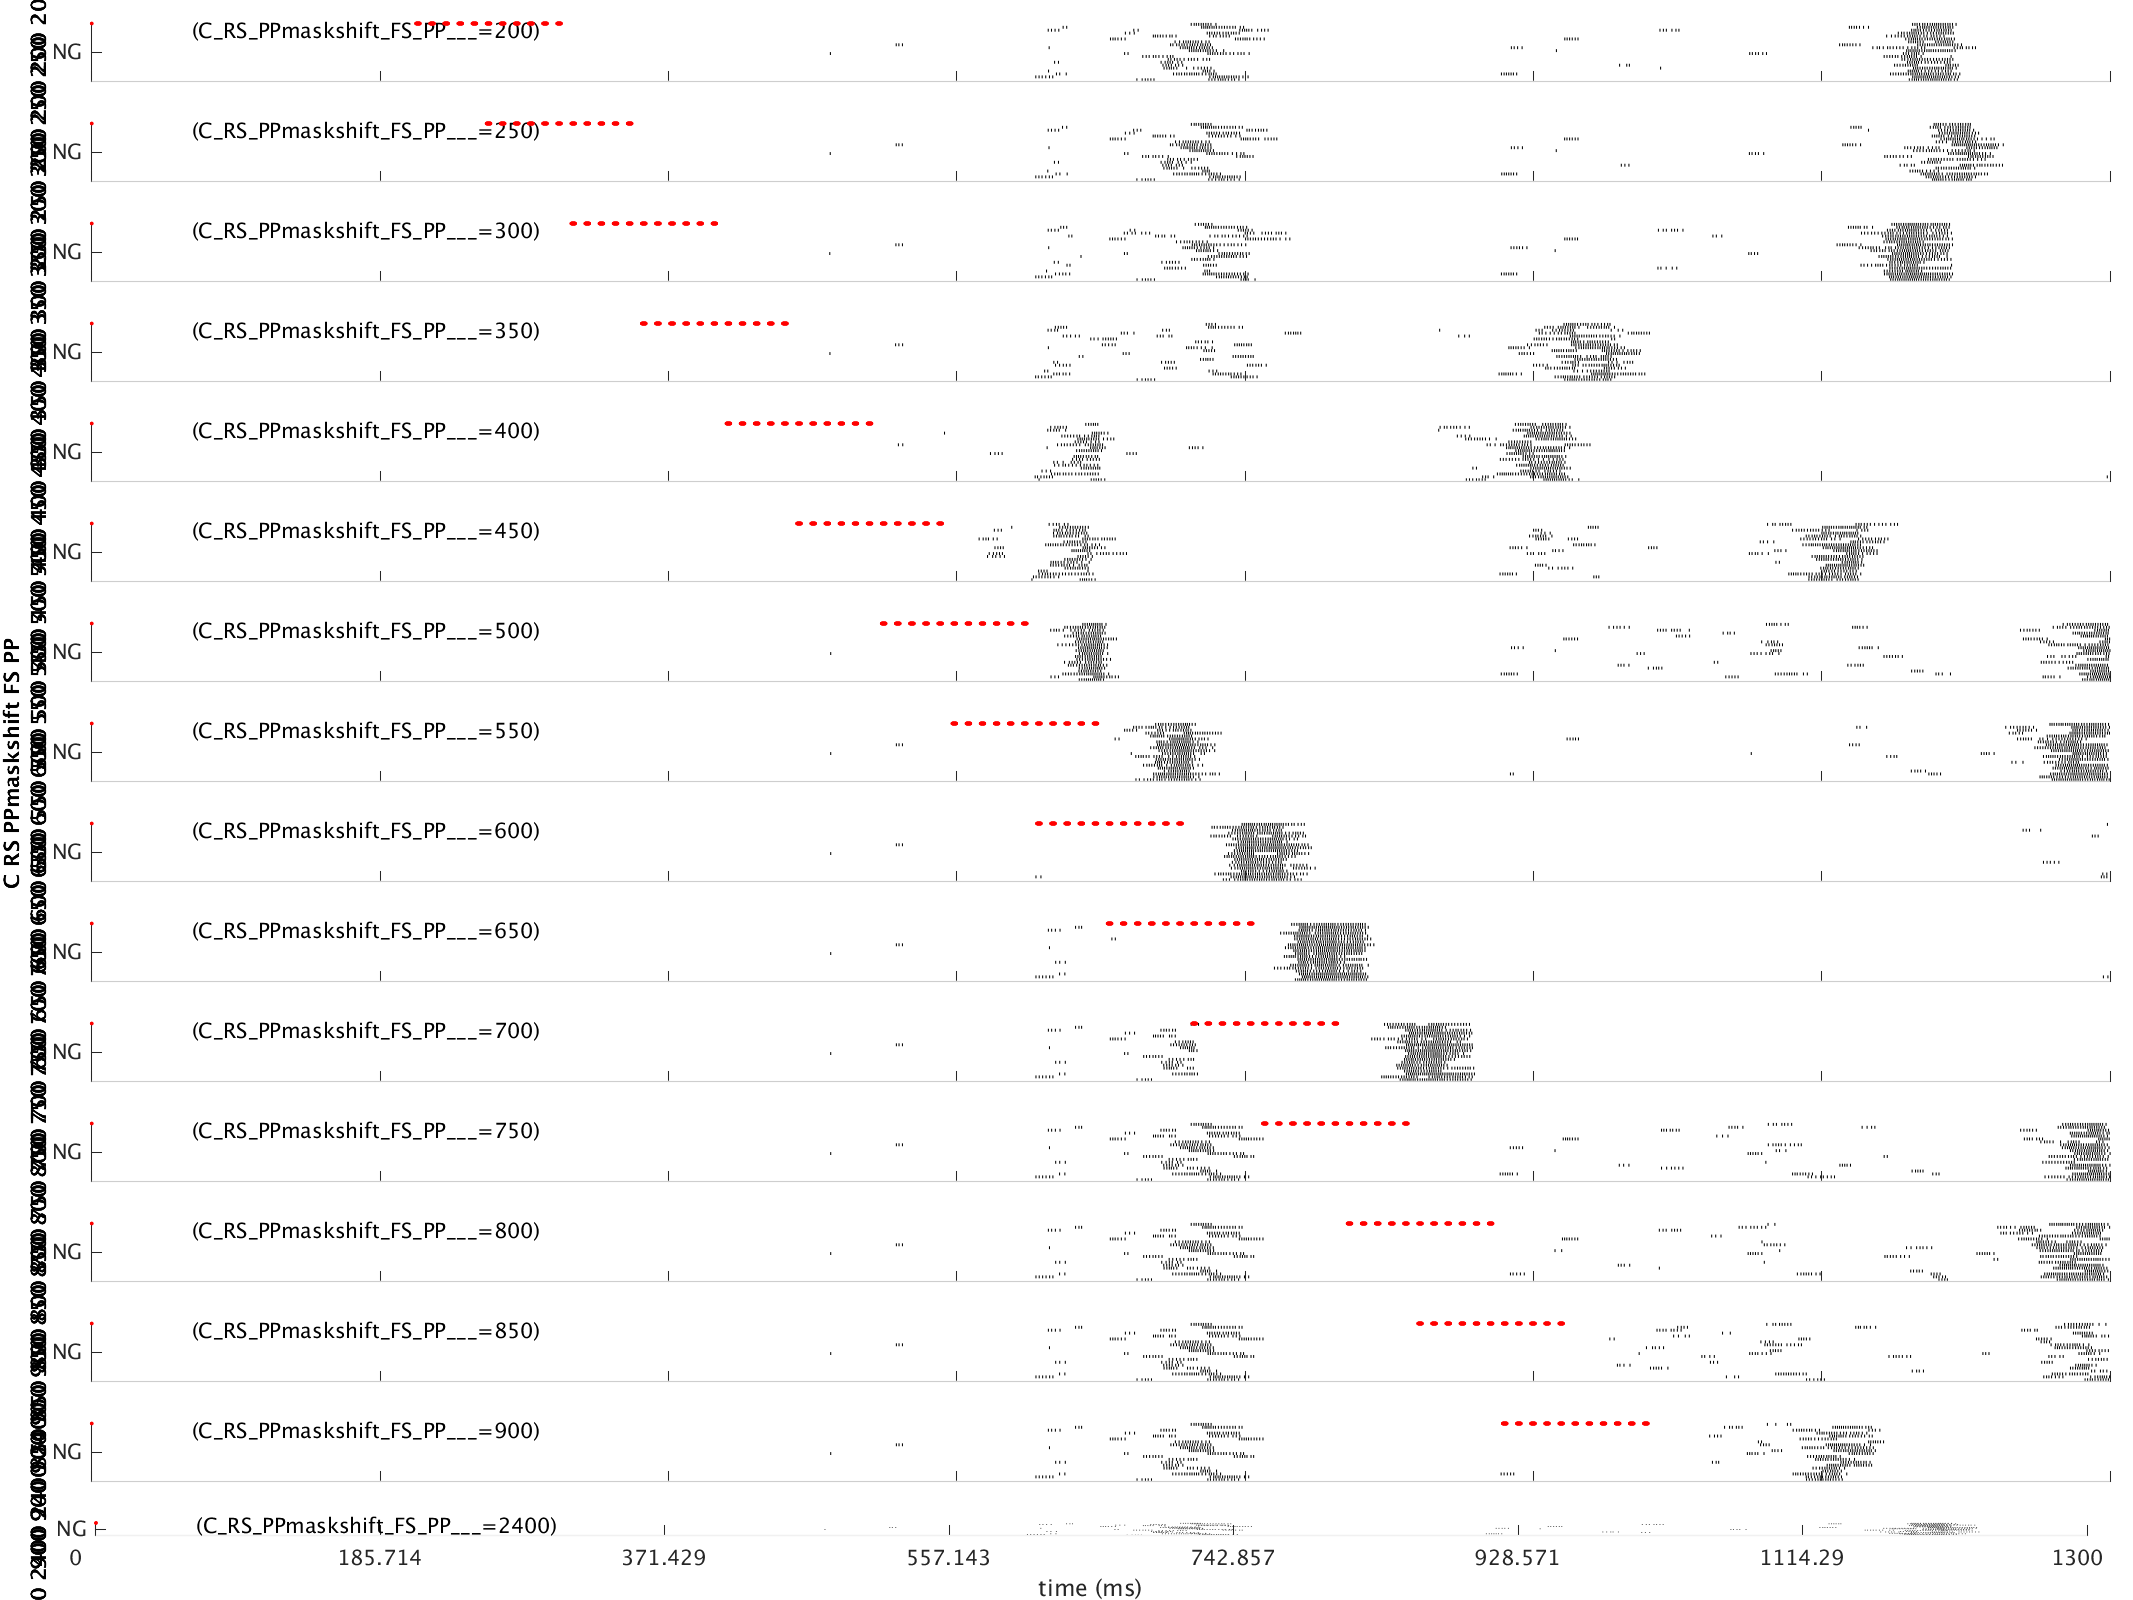 (C_RS_PPmaskshift_FS_PP___=200)
NG
(C_RS_PPmaskshift_FS_PP___=250)
NG
(C_RS_PPmaskshift_FS_PP___=300)
NG
(C_RS_PPmaskshift_FS_PP___=350)
NG
(C_RS_PPmaskshift_FS_PP___=400)
NG
(C_RS_PPmaskshift_FS_PP___=450)
NG
(C_RS_PPmaskshift_FS_PP___=500)
NG
(C_RS_PPmaskshift_FS_PP___=550)
NG
(C_RS_PPmaskshift_FS_PP___=600)
NG
(C_RS_PPmaskshift_FS_PP___=650)
NG
(C_RS_PPmaskshift_FS_PP___=700)
NG
(C_RS_PPmaskshift_FS_PP___=750)
NG
(C_RS_PPmaskshift_FS_PP___=800)
NG
(C_RS_PPmaskshift_FS_PP___=850)
NG
(C_RS_PPmaskshift_FS_PP___=900)
NG
NG (C_RS_PPmaskshift_FS_PP___=2400)
0 185.714 371.429 557.143 742.857 928.571 1114.29 1300
time (ms)
C RS PPmaskshift FS PP